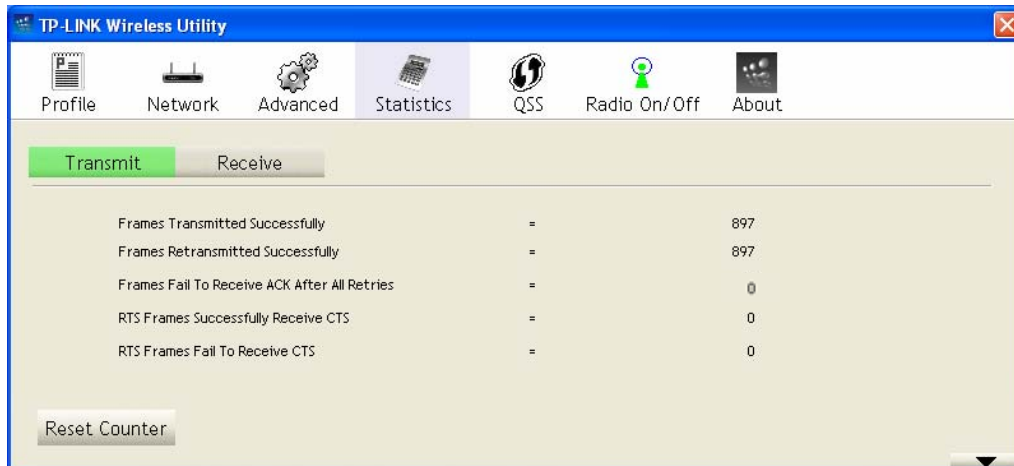 TP-LINK Wireless Utility
Profile Network Advanced Statistics QSS Radio On/Off About
Transmit Receive
Frames Transmitted Successfully = 897
Frames Retransmitted Successfully = 897
Frames Fail To Receive ACK After All Retries = 0
RTS Frames Successfully Receive CTS = 0
RTS Frames Fail To Receive CTS = 0
Reset Counter